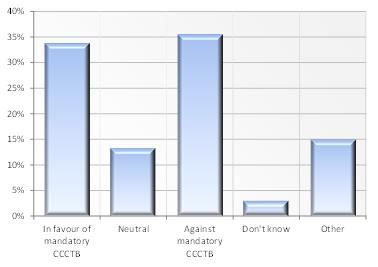 40%
35%
30%
25%
20%
15%
10%
5%
0%
In favour of
mandatory
CCCTB
Neutral
Against
mandatory
CCCTB
Don't know
Other